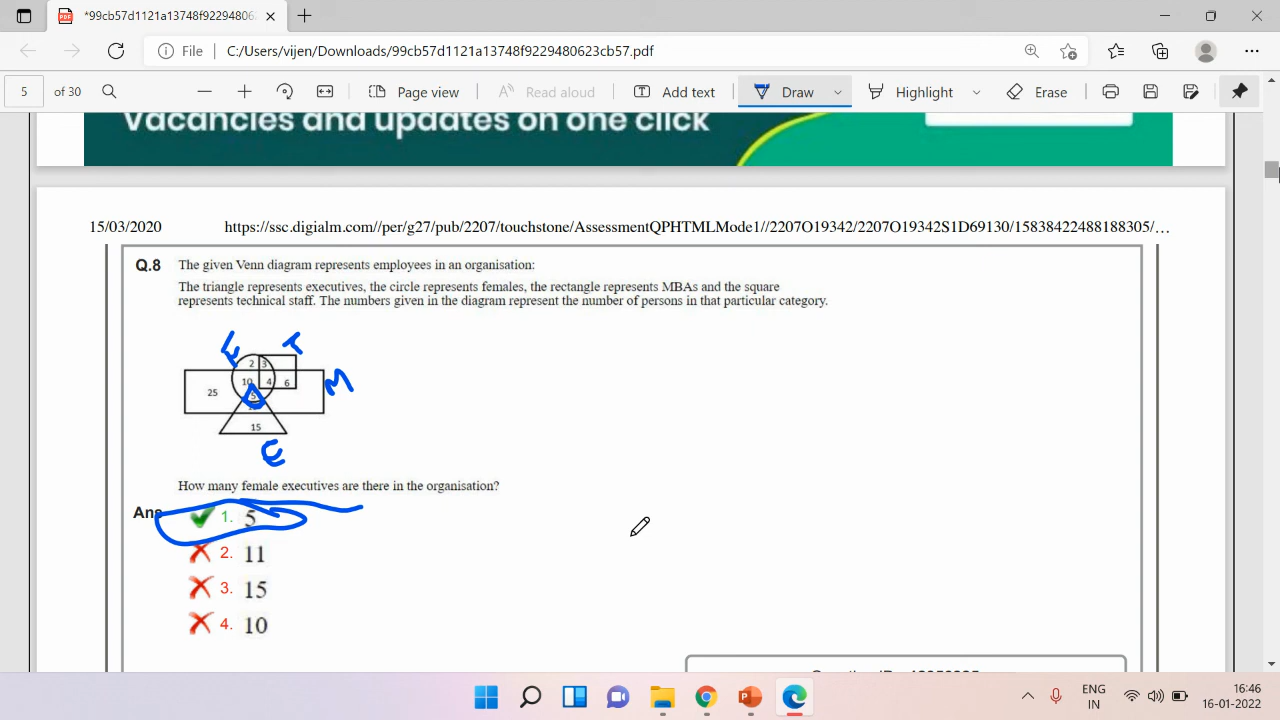 *99cb57d1121a13748f922948062
File
C:/Users/vijen/Downloads/99cb57d1121a13748f9229480623cb57.pdf
5 of 30
Page view
Read aloud
Add text
Draw
Highlight
Erase
Vacancies and updates on one click
15/03/2020
https://ssc.digialm.com//per/g27/pub/2207/touchstone/AssessmentQPHTMLMode1//2207O19342/2207O19342S1D69130/15838422488188305/…
Q.8 The given Venn diagram represents employees in an organisation:
The triangle represents executives, the circle represents females, the rectangle represents MBAs and the square
represents technical staff. The numbers given in the diagram represent the number of persons in that particular category.
F T
2 3
M
10 4 6
25 5
15
E
How many female executives are there in the organisation?
Ans
1. 5
2. 11
3. 15
4. 10
ENG
IN
16:46
16-01-2022